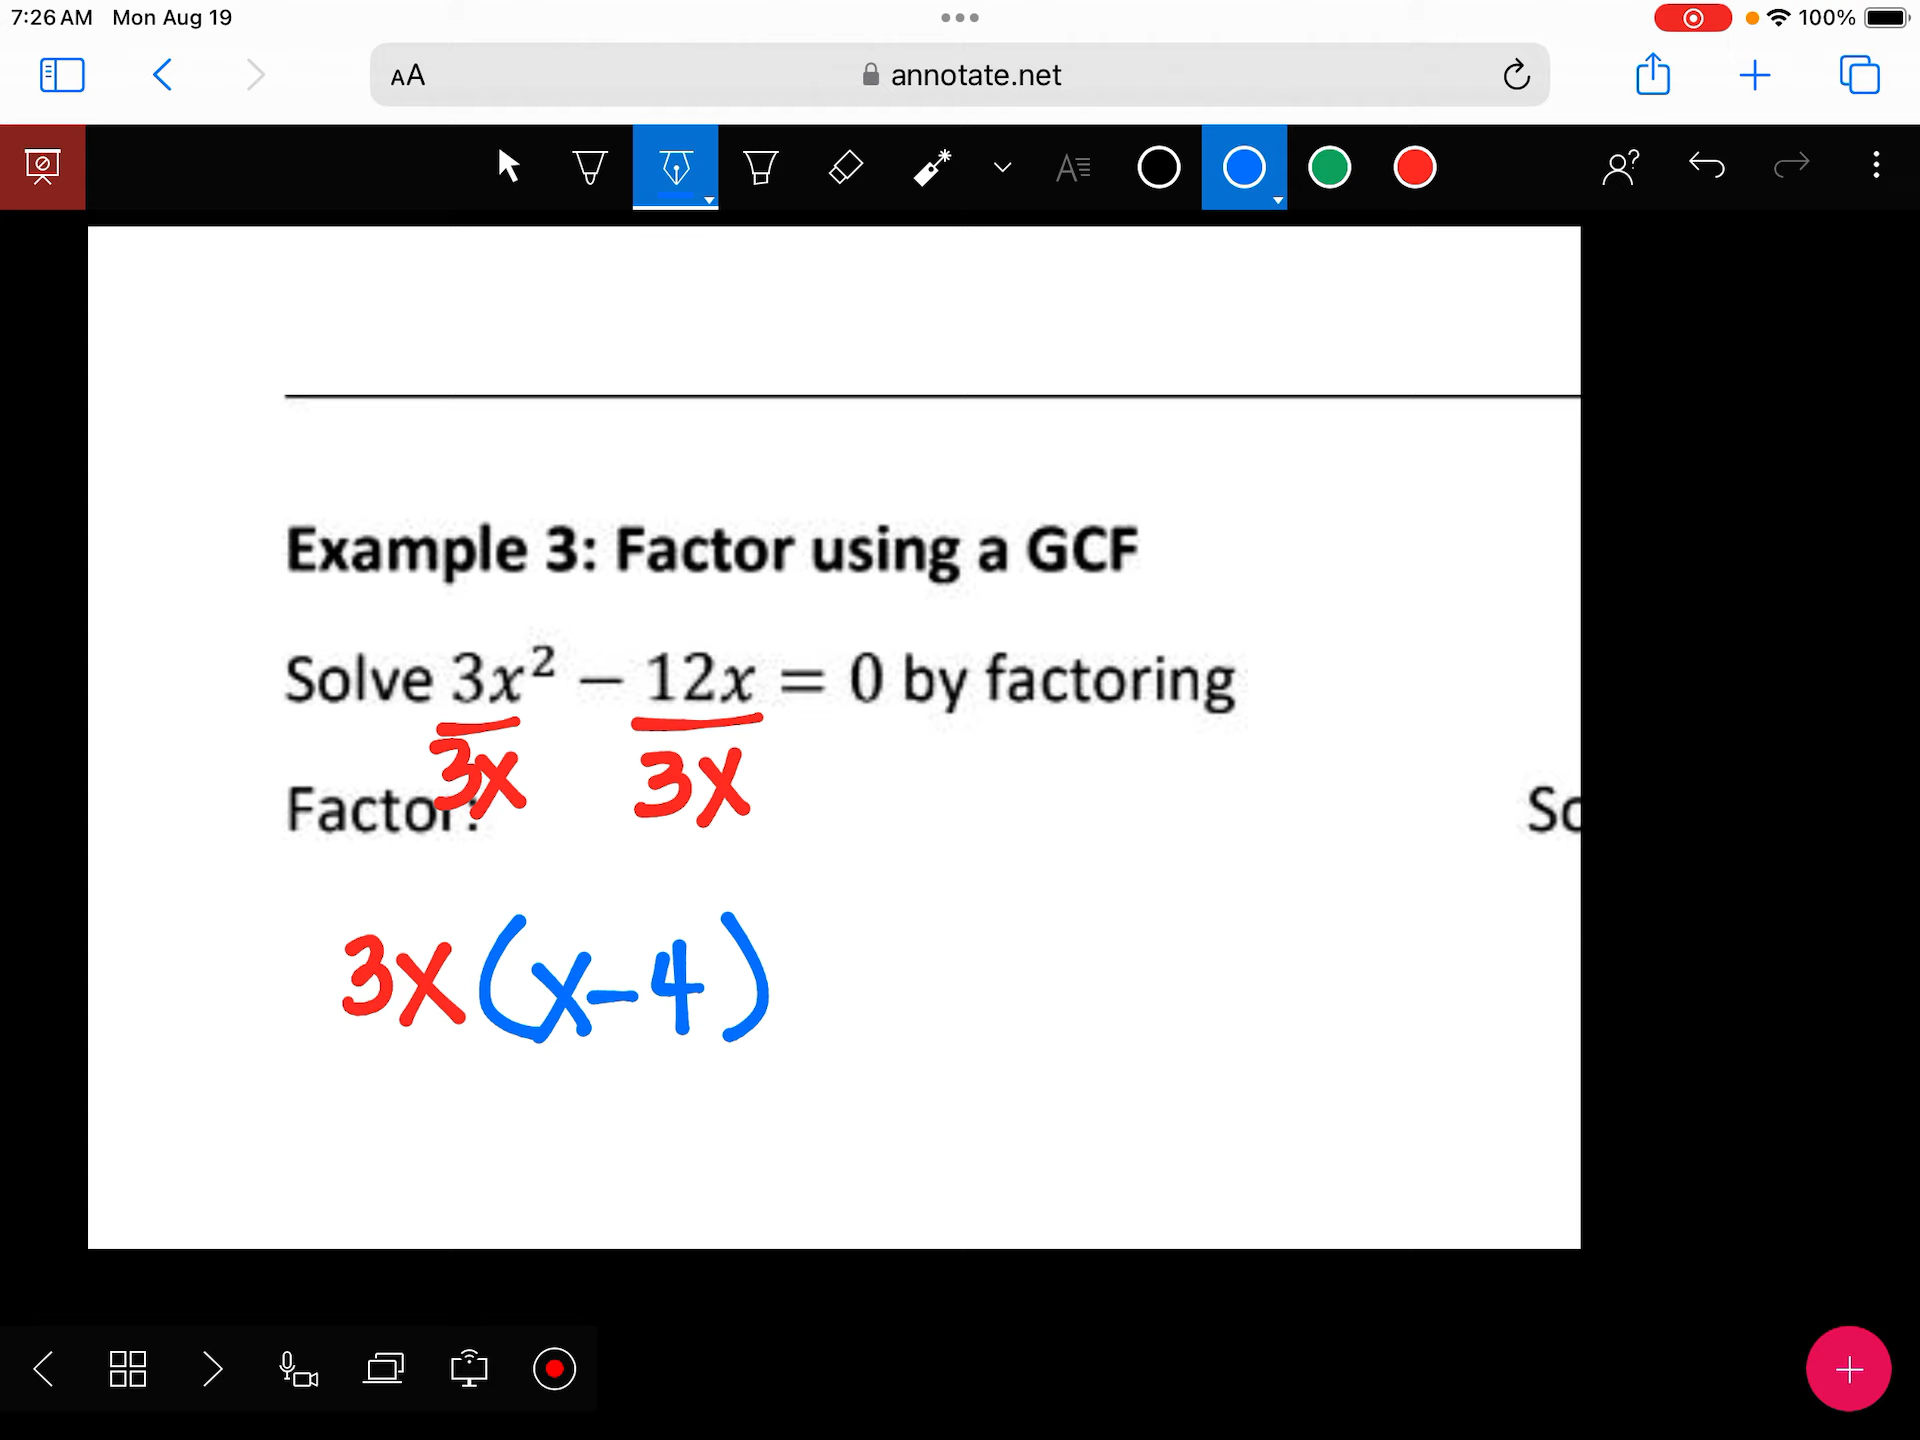 7:26 AM Mon Aug 19
100%
AA annotate.net
Example 3: Factor using a GCF
Solve 3x² − 12x = 0 by factoring
3x 3x
Factor:
3x(x-4)